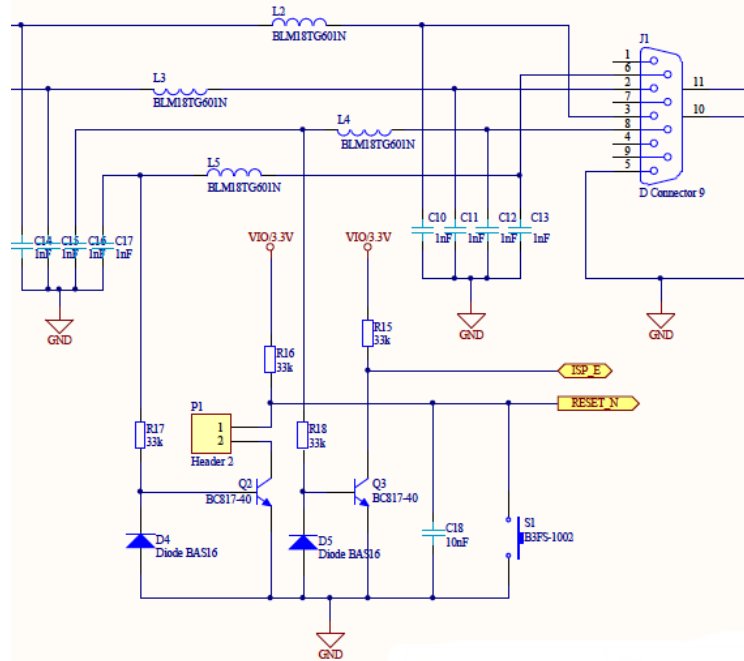 L2
BLM18TG601N
J1
1
6
2
7
3
8
4
9
5
11
10
D Connector 9
L3
BLM18TG601N
L4
BLM18TG601N
L5
BLM18TG601N
C14
1nF
C15
1nF
C16
1nF
C17
1nF
GND
C10
1nF
C11
1nF
C12
1nF
C13
1nF
GND
GND
VIO/3.3V
VIO/3.3V
R15
33k
R16
33k
ISP_E
RESET_N
P1
1
2
Header 2
R17
33k
R18
33k
Q2
BC817-40
Q3
BC817-40
D4
Diode BAS16
D5
Diode BAS16
C18
10nF
S1
B3FS-1002
GND